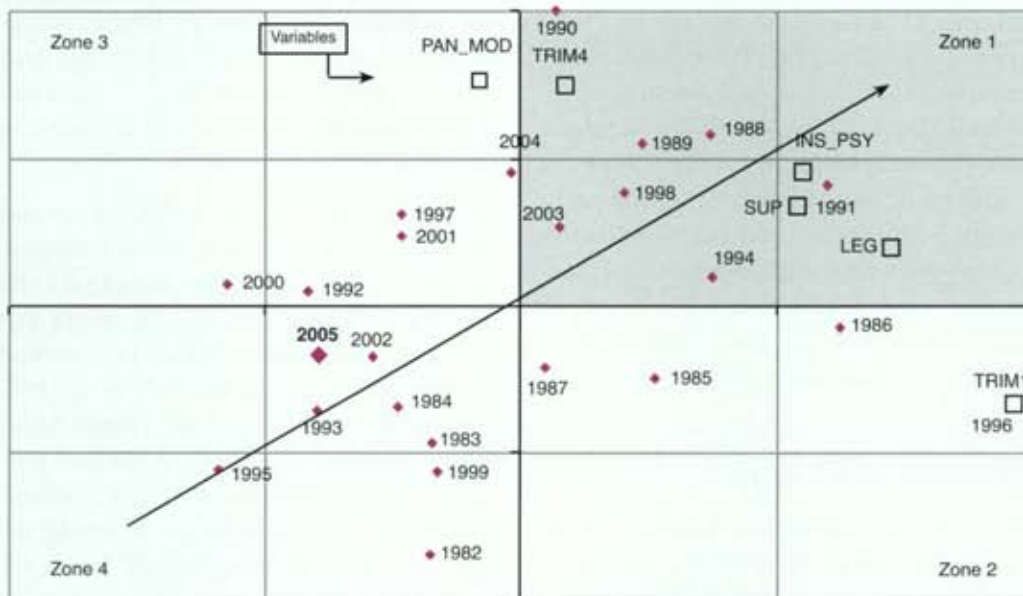 Zone 3
Variables
PAN_MOD
1990
TRIM4
Zone 1
2004
1989
1988
INS_PSY
1998
1997
2003
SUP
1991
2001
LEG
1994
2000
1992
1986
2005
2002
1987
1985
TRIM1
1984
1993
1996
1983
1995
1999
1982
Zone 4
Zone 2